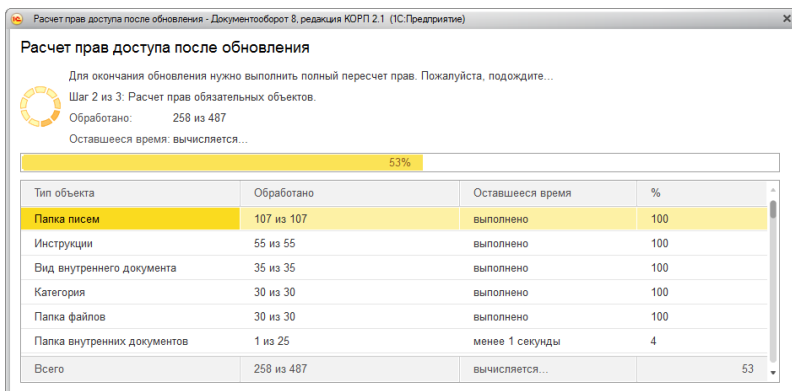 1С Расчет прав доступа после обновления - Документооборот 8, редакция КОРП 2.1 (1С:Предприятие)
Расчет прав доступа после обновления
Для окончания обновления нужно выполнить полный пересчет прав. Пожалуйста, подождите...
Шаг 2 из 3: Расчет прав обязательных объектов.
Обработано: 258 из 487
Оставшееся время: вычисляется...
53%
Тип объекта Обработано Оставшееся время %
Папка писем 107 из 107 выполнено 100
Инструкции 55 из 55 выполнено 100
Вид внутреннего документа 35 из 35 выполнено 100
Категория 30 из 30 выполнено 100
Папка файлов 30 из 30 выполнено 100
Папка внутренних документов 1 из 25 менее 1 секунды 4
Всего 258 из 487 вычисляется... 53